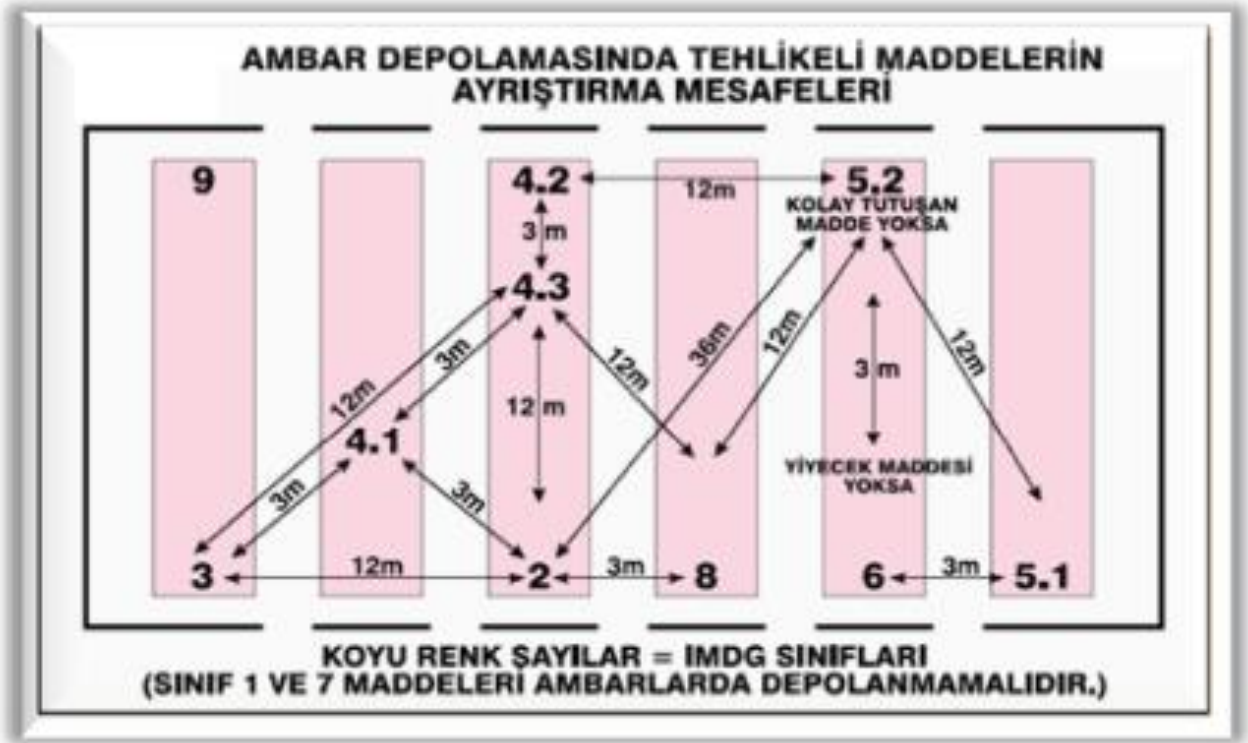 AMBAR DEPOLAMASINDA TEHLİKELİ MADDELERİN
AYRIŞTIRMA MESAFELERİ
9
4.2
12m
5.2
KOLAY TUTUŞAN
MADDE YOKSA
3 m
4.3
12m
3m
12m
36m
12m
12m
3 m
12 m
4.1
3m
3m
YİYECEK MADDESİ
YOKSA
3
12m
2
3m
8
6
3m
5.1
KOYU RENK SAYILAR = IMDG SINIFLARI
(SINIF 1 VE 7 MADDELERİ AMBARLARDA DEPOLANMAMALIDIR.)